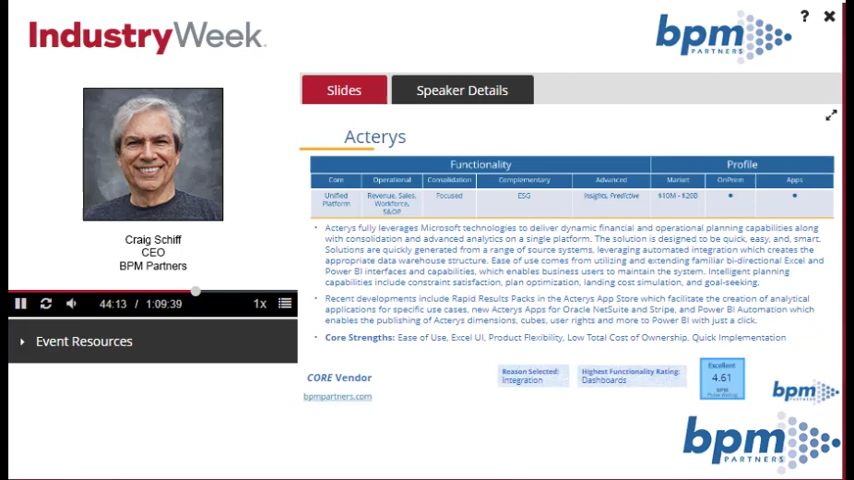 IndustryWeek.
bpm
PARTNERS
? ✖
Slides
Speaker Details
Craig Schiff
CEO
BPM Partners
44:13 / 1:09:39
1x
Event Resources
Acterys
Functionality
Profile
Core
Operational
Consolidation
Complementary
Advanced
Market
OnPrem
Apps
Unified
Platform
Revenue, Sales,
Workforce,
S&OP
Focused
ESG
Insights, Predictive
$10M - $20B
• Acterys fully leverages Microsoft technologies to deliver dynamic financial and operational planning capabilities along
with consolidation and advanced analytics on a single platform. The solution is designed to be quick, easy, and, smart.
Solutions are quickly generated from a range of source systems, leveraging automated integration which creates the
appropriate data warehouse structure. Ease of use comes from utilizing and extending familiar bi-directional Excel and
Power BI interfaces and capabilities, which enables business users to maintain the system. Intelligent planning
capabilities include constraint satisfaction, plan optimization, landing cost simulation, and goal-seeking.
• Recent developments include Rapid Results Packs in the Acterys App Store which facilitate the creation of analytical
applications for specific use cases, new Acterys Apps for Oracle NetSuite and Stripe, and Power BI Automation which
enables the publishing of Acterys dimensions, cubes, user rights and more to Power BI with just a click.
• Core Strengths: Ease of Use, Excel UI, Product Flexibility, Low Total Cost of Ownership, Quick Implementation
CORE Vendor
bpmpartners.com
Reason Selected:
Integration
Highest Functionality Rating:
Dashboards
Excellent
4.61
BPM
bpm
PARTNERS
bpm
PARTNERS